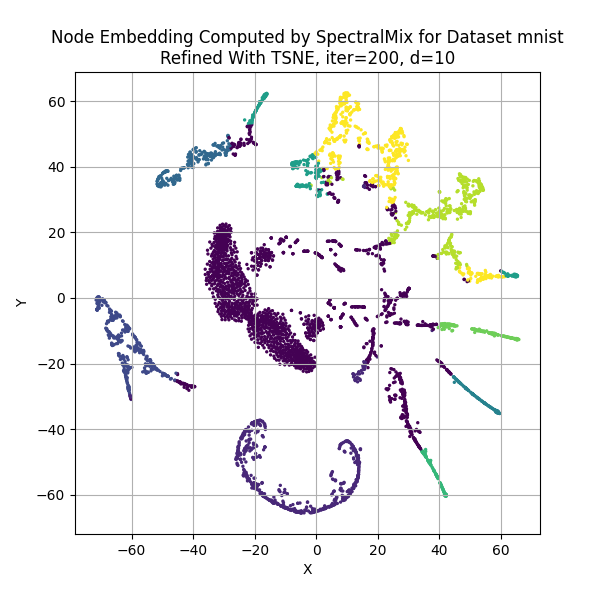 Node Embedding Computed by SpectralMix for Dataset mnist
Refined With TSNE, iter=200, d=10
60
40
20
0
−20
−40
−60
Y
−60 −40 −20 0 20 40 60
X